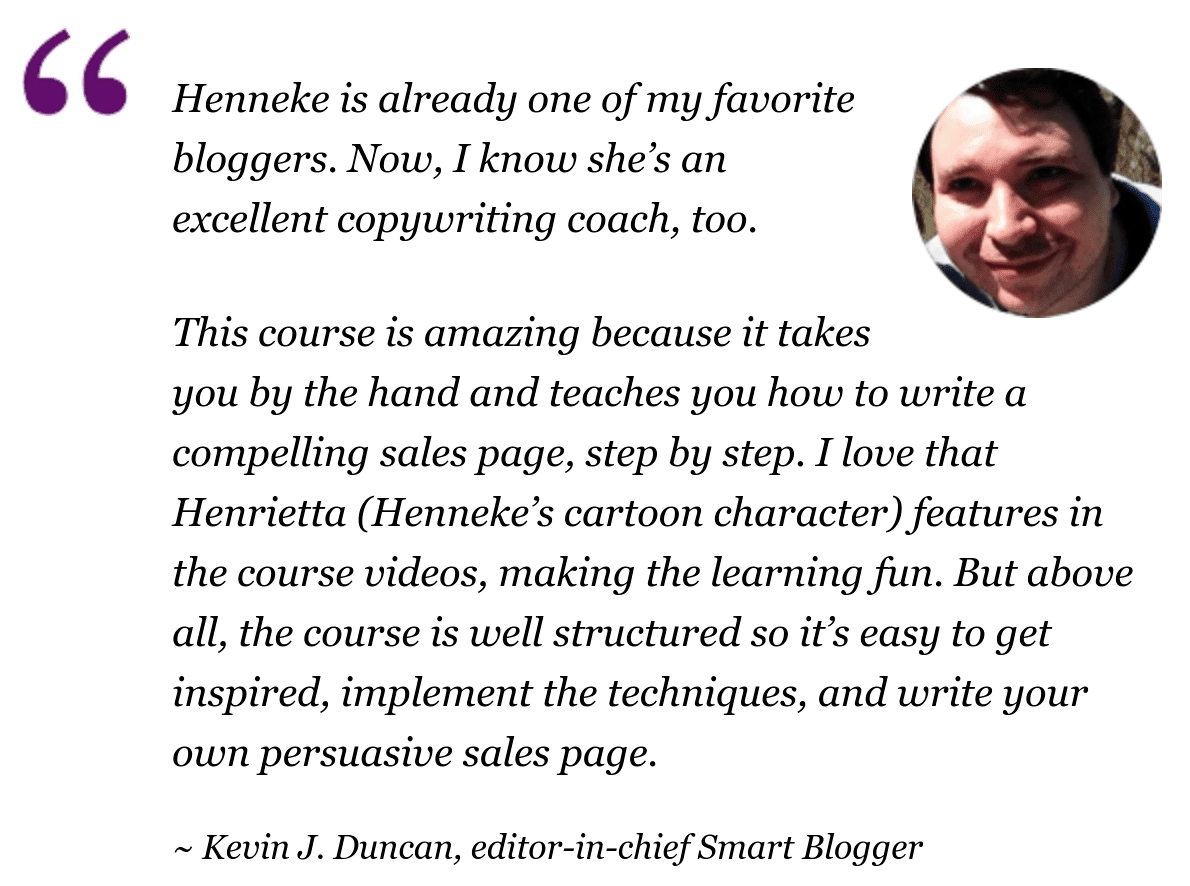 “
Henneke is already one of my favorite
bloggers. Now, I know she’s an
excellent copywriting coach, too.
This course is amazing because it takes
you by the hand and teaches you how to write a
compelling sales page, step by step. I love that
Henrietta (Henneke’s cartoon character) features in
the course videos, making the learning fun. But above
all, the course is well structured so it’s easy to get
inspired, implement the techniques, and write your
own persuasive sales page.
~ Kevin J. Duncan, editor-in-chief Smart Blogger